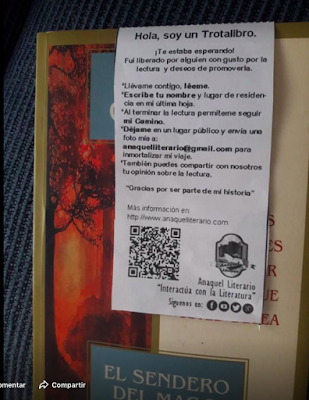 Hola, soy un Trotalibro.
¡Te estaba esperando!
Fui liberado por alguien con gusto por la
lectura y deseos de promoverla.
*Llévame contigo, léeme.
*Escribe tu nombre y lugar de residen-
cia en mi última hoja.
*Al terminar la lectura permíteme seguir
mi Camino.
*Déjame en un lugar público y envía una
foto mía a:
anaquelliterario@gmail.com para
inmortalizar mi viaje.
*También puedes compartir con nosotros
tu opinión sobre la lectura.
"Gracias por ser parte de mi historia"
Más información en:
http://www.anaquelliterario.com
Anaquel Literario
"Interactúa con la Literatura"
Síguenos en:
EL SENDERO
DEL MAGO
omentar
Compartir